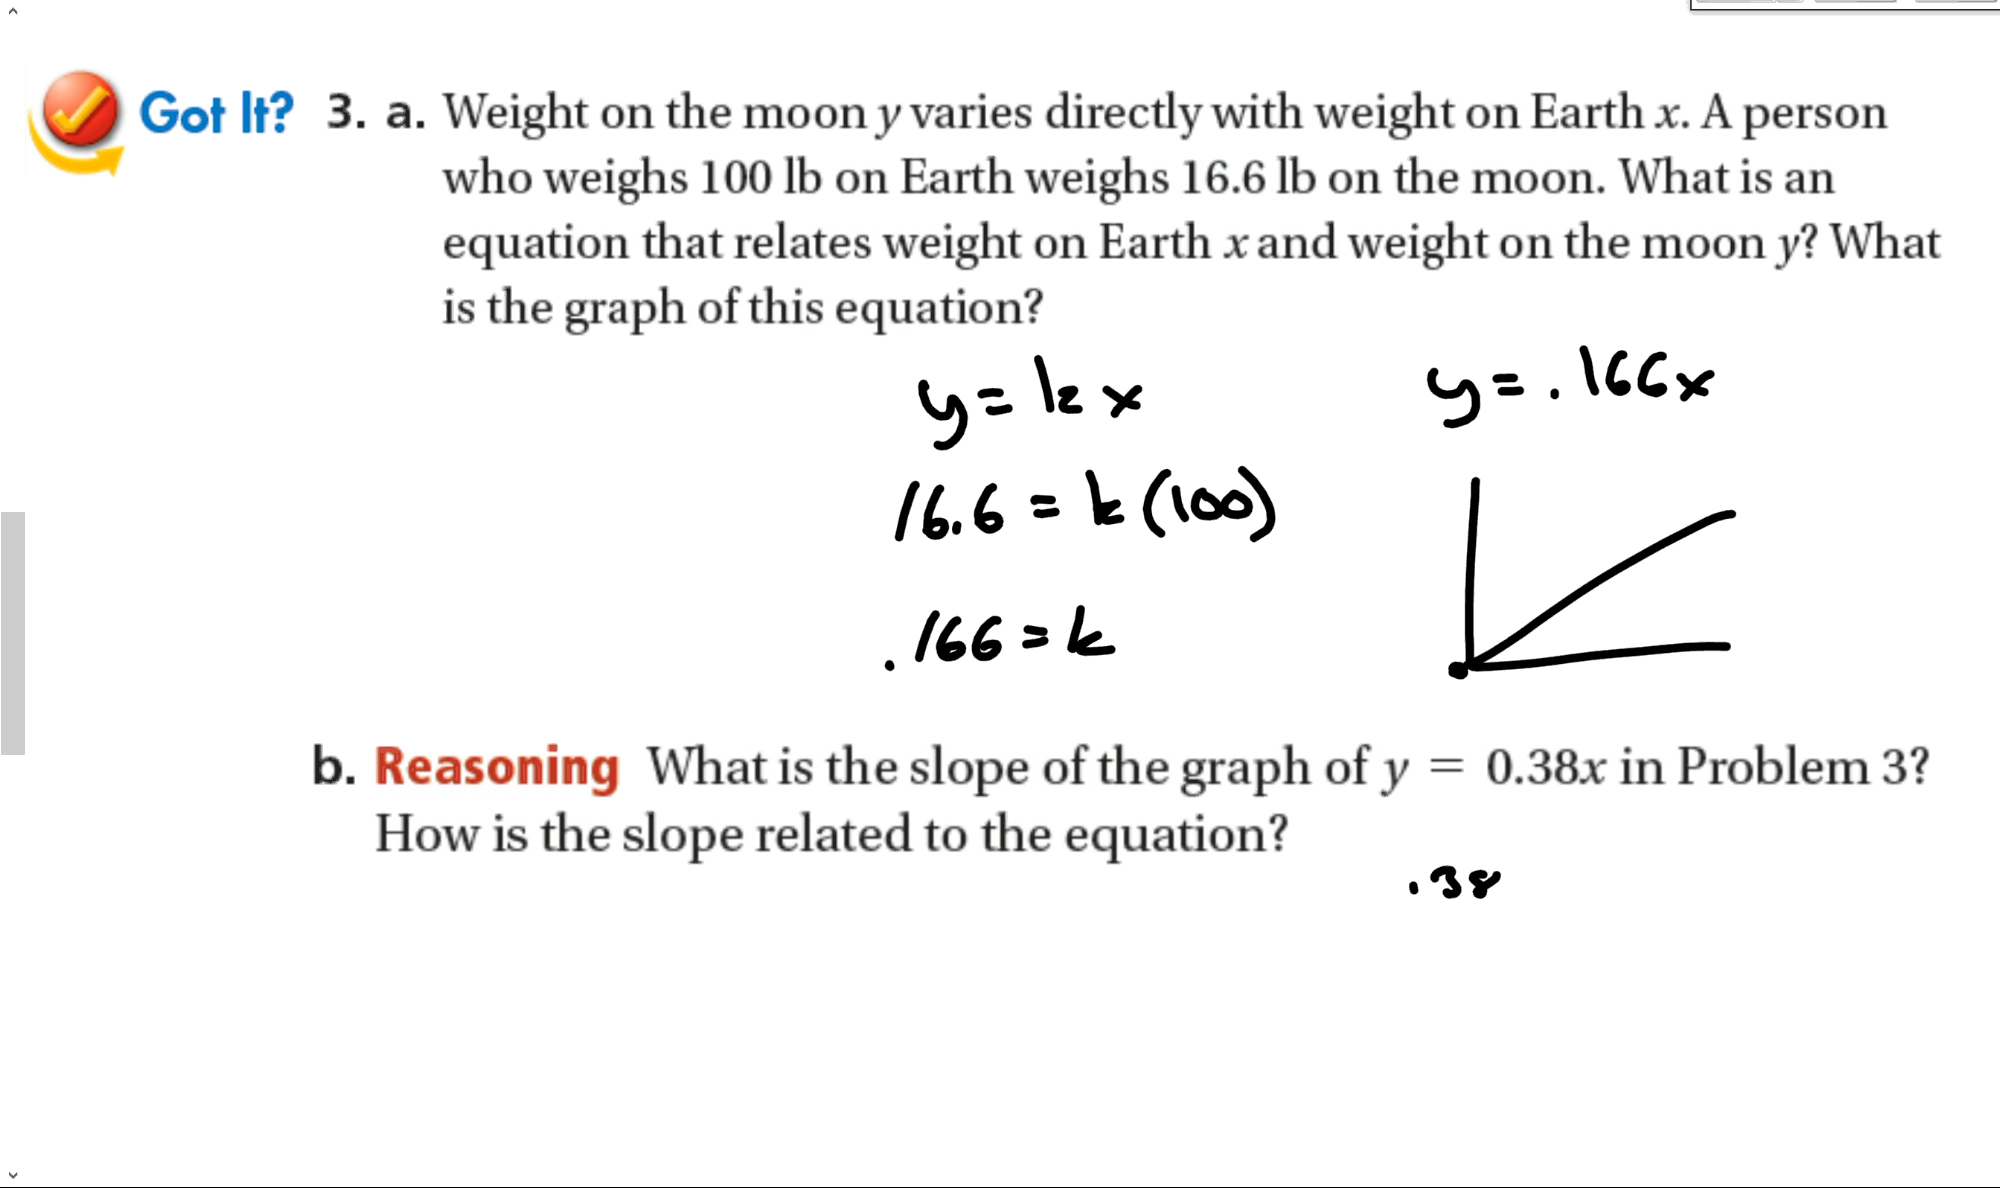 Got It? 3. a. Weight on the moon y varies directly with weight on Earth x. A person
who weighs 100 lb on Earth weighs 16.6 lb on the moon. What is an
equation that relates weight on Earth x and weight on the moon y? What
is the graph of this equation?
y = kx
y = .166x
16.6 = k(100)
.166 = k
b. Reasoning What is the slope of the graph of y = 0.38x in Problem 3?
How is the slope related to the equation?
.38